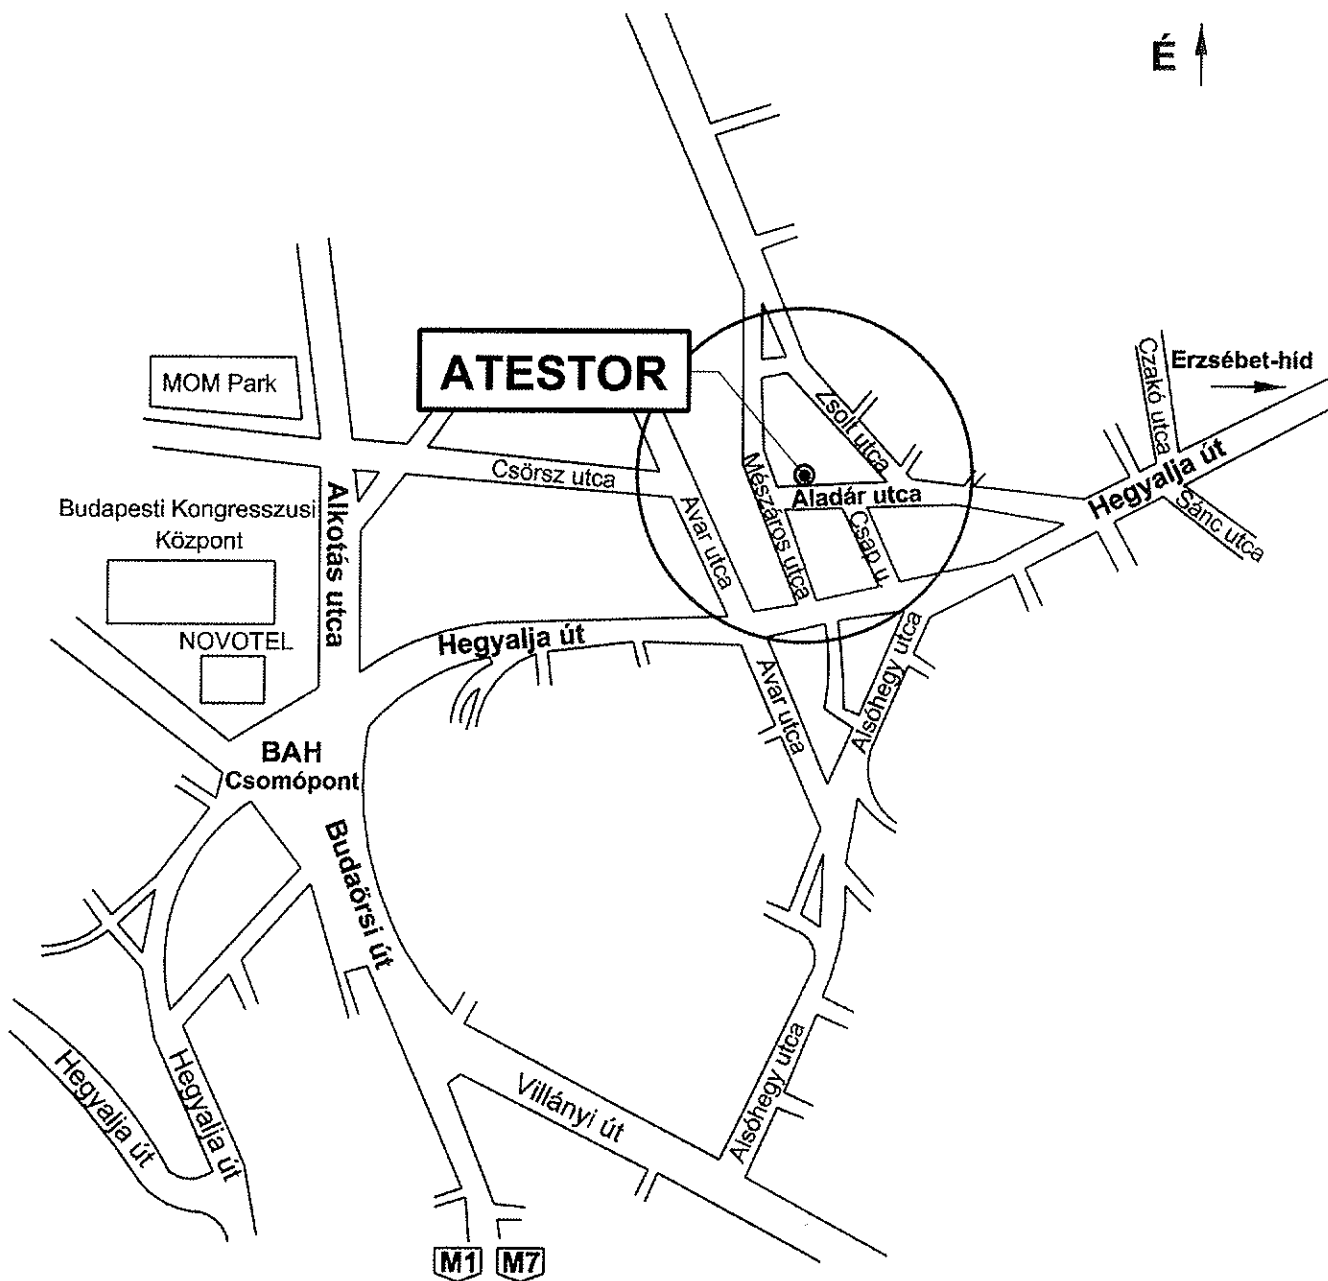 É
ATESTOR
MOM Park
Erzsébet-híd
Czakó utca
Zsolt utca
Csörsz utca
Mészáros utca
Aladár utca
Hegyalja út
Sánc utca
Budapesti Kongresszusi
Központ
Alkotás utca
Avar utca
Csap u.
NOVOTEL
Hegyalja út
Avar utca
Alsóhegy utca
BAH
Csomópont
Budaörsi út
Hegyalja út
Hegyalja út
Villányi út
Alsóhegy utca
M1 M7